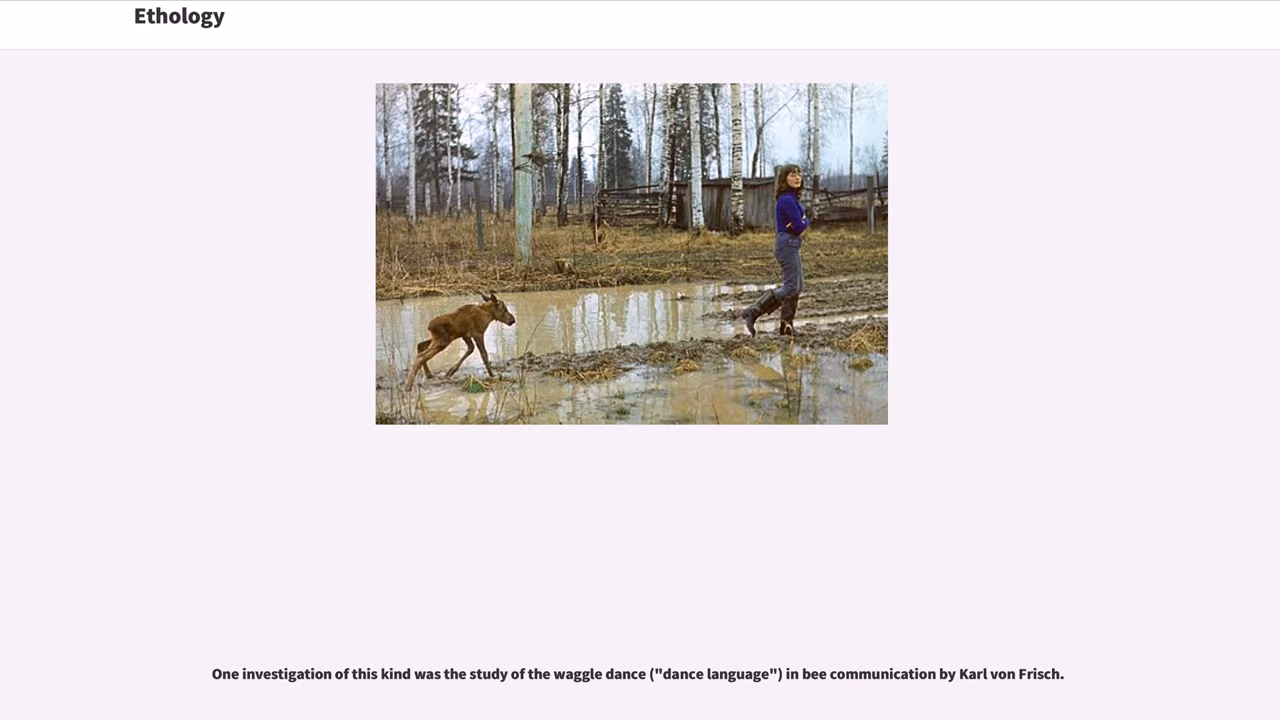 Ethology
One investigation of this kind was the study of the waggle dance ("dance language") in bee communication by Karl von Frisch.